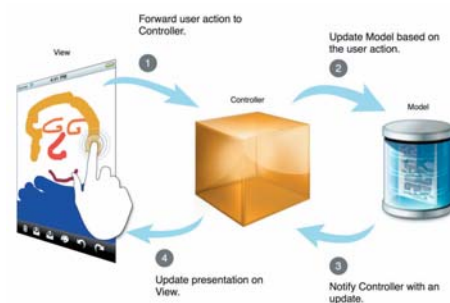 Forward user action to
Controller.
View
1
Update Model based on
the user action.
2
Controller
Model
4
Update presentation on
View.
3
Notify Controller with an
update.